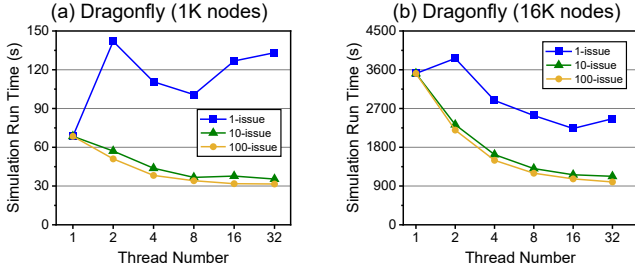 (a) Dragonfly (1K nodes)
Simulation Run Time (s)
150
120
90
60
30
0
1-issue
10-issue
100-issue
1 2 4 8 16 32
Thread Number
(b) Dragonfly (16K nodes)
Simulation Run Time (s)
4500
3600
2700
1800
900
0
1-issue
10-issue
100-issue
1 2 4 8 16 32
Thread Number